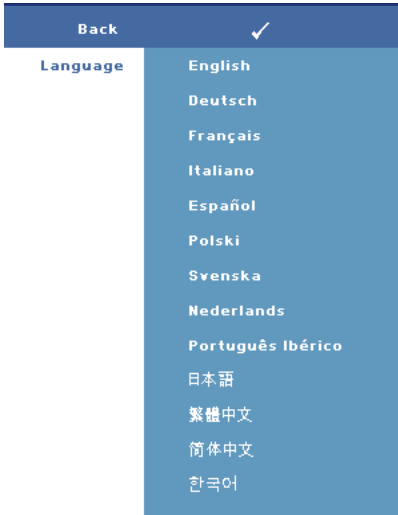 Back
Language
English
Deutsch
Français
Italiano
Español
Polski
Svenska
Nederlands
Português Ibérico
日本語
繁體中文
简体中文
한국어